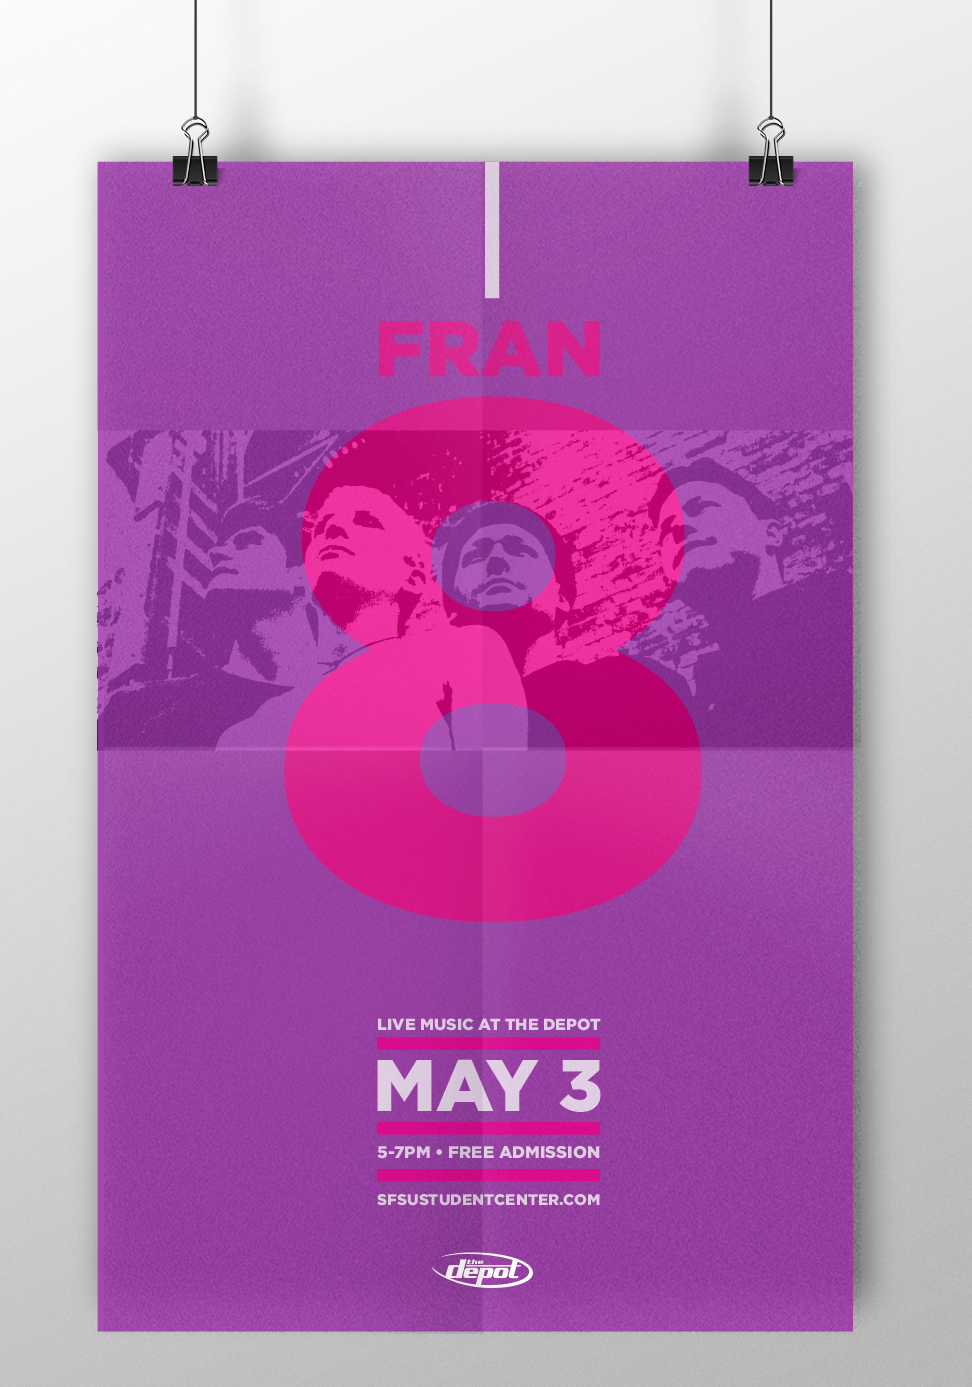 FRAN
8
LIVE MUSIC AT THE DEPOT
MAY 3
5-7PM • FREE ADMISSION
SFSUSTUDENTCENTER.COM
the
depot